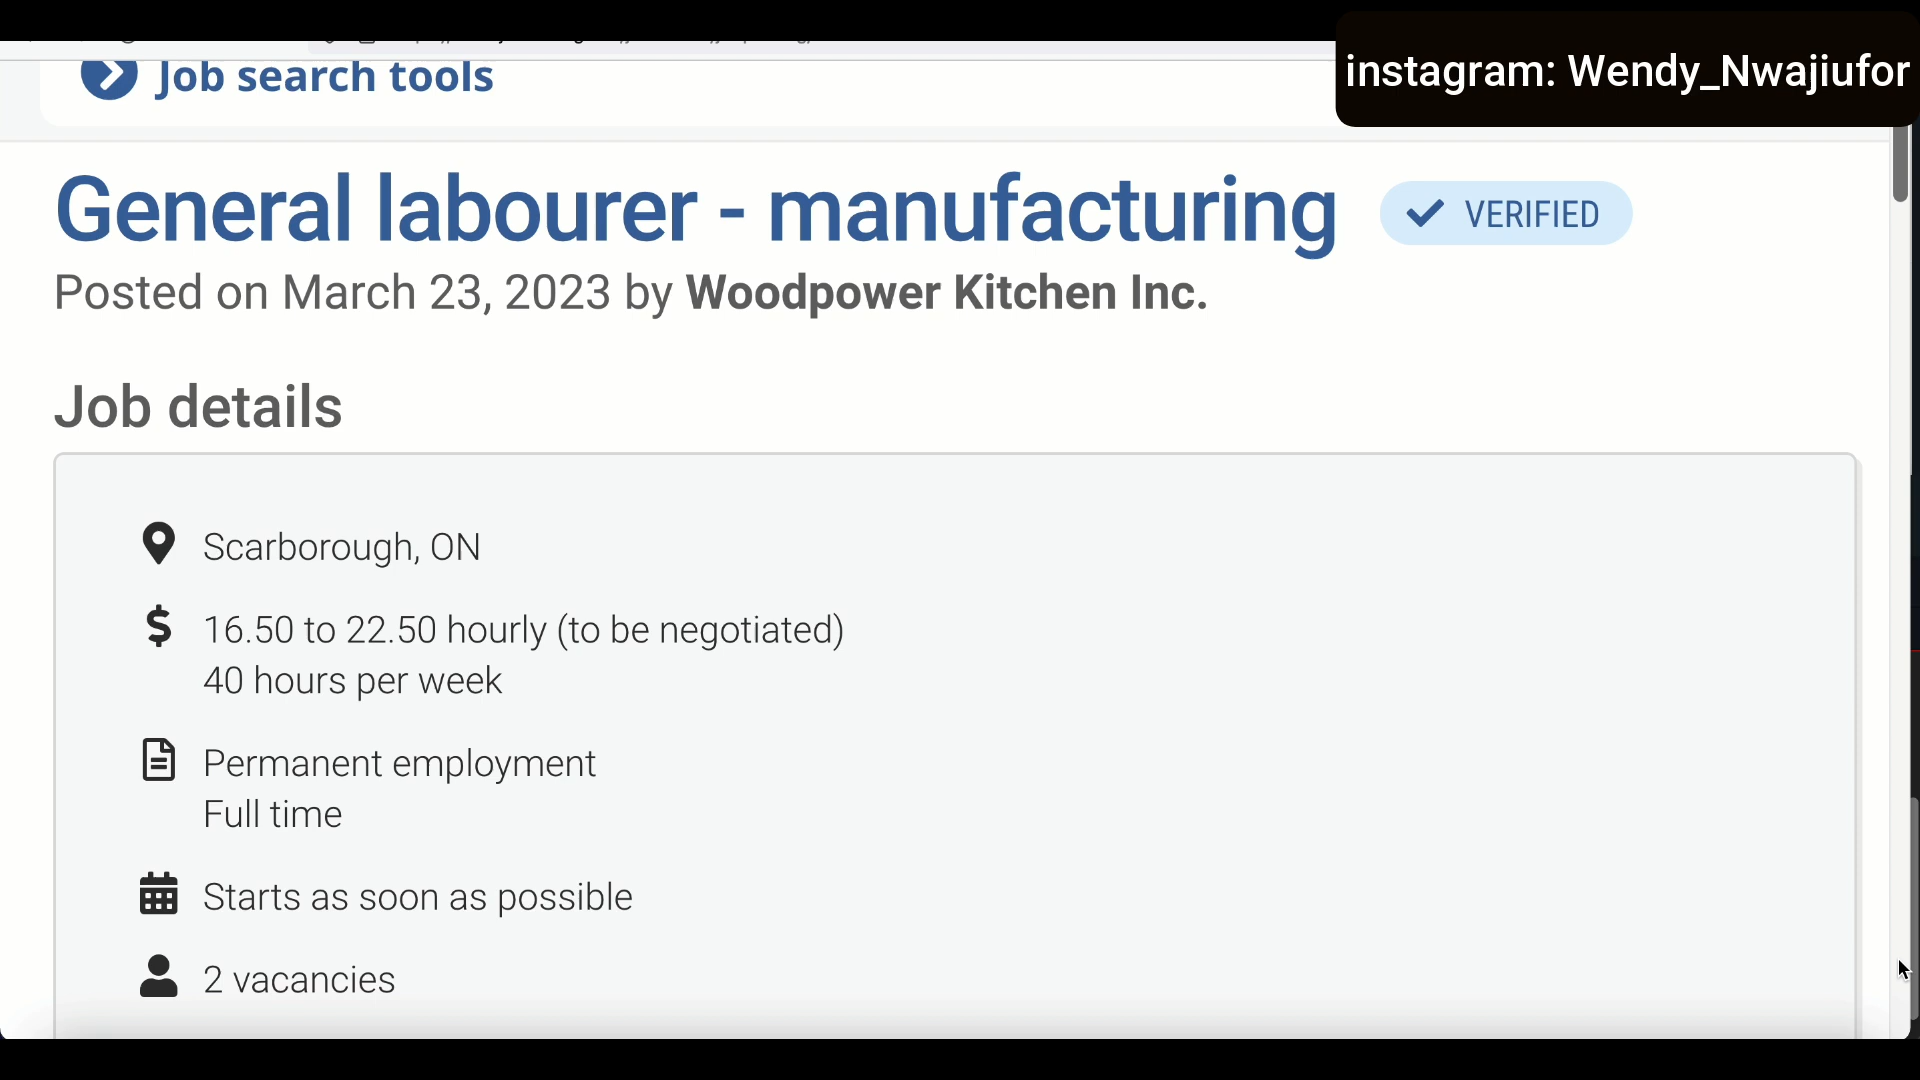 instagram: Wendy_Nwajiufor
Job search tools
General labourer - manufacturing
VERIFIED
Posted on March 23, 2023 by Woodpower Kitchen Inc.
Job details
Scarborough, ON
16.50 to 22.50 hourly (to be negotiated)
40 hours per week
Permanent employment
Full time
Starts as soon as possible
2 vacancies